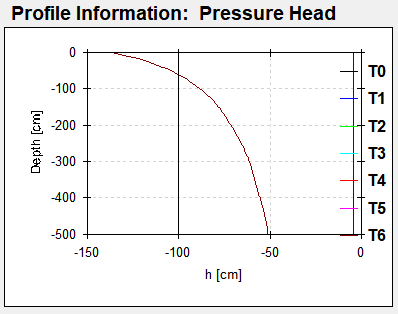 Profile Information: Pressure Head
0
-100
-200
-300
-400
-500
Depth [cm]
-150
-100
-50
0
h [cm]
T0
T1
T2
T3
T4
T5
T6